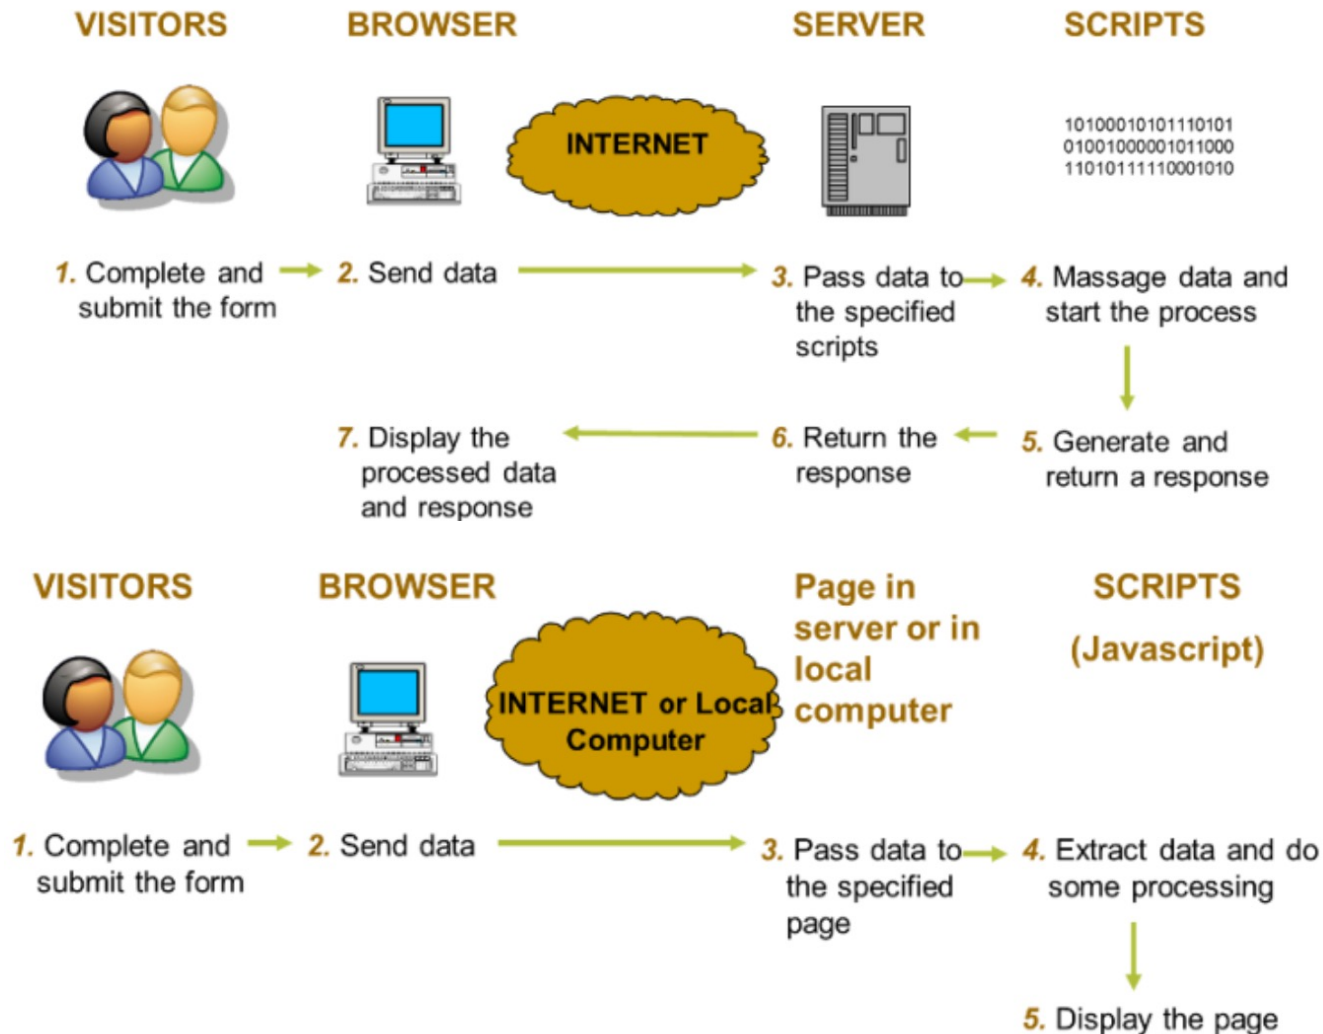 VISITORS
BROWSER
SERVER
SCRIPTS
INTERNET
10100010101110101
01001000001011000
11010111110001010
1. Complete and
submit the form
2. Send data
3. Pass data to
the specified
scripts
4. Massage data and
start the process
7. Display the
processed data
and response
6. Return the
response
5. Generate and
return a response
VISITORS
BROWSER
Page in
server or in
local
computer
SCRIPTS
(Javascript)
INTERNET or Local
Computer
1. Complete and
submit the form
2. Send data
3. Pass data to
the specified
page
4. Extract data and do
some processing
5. Display the page